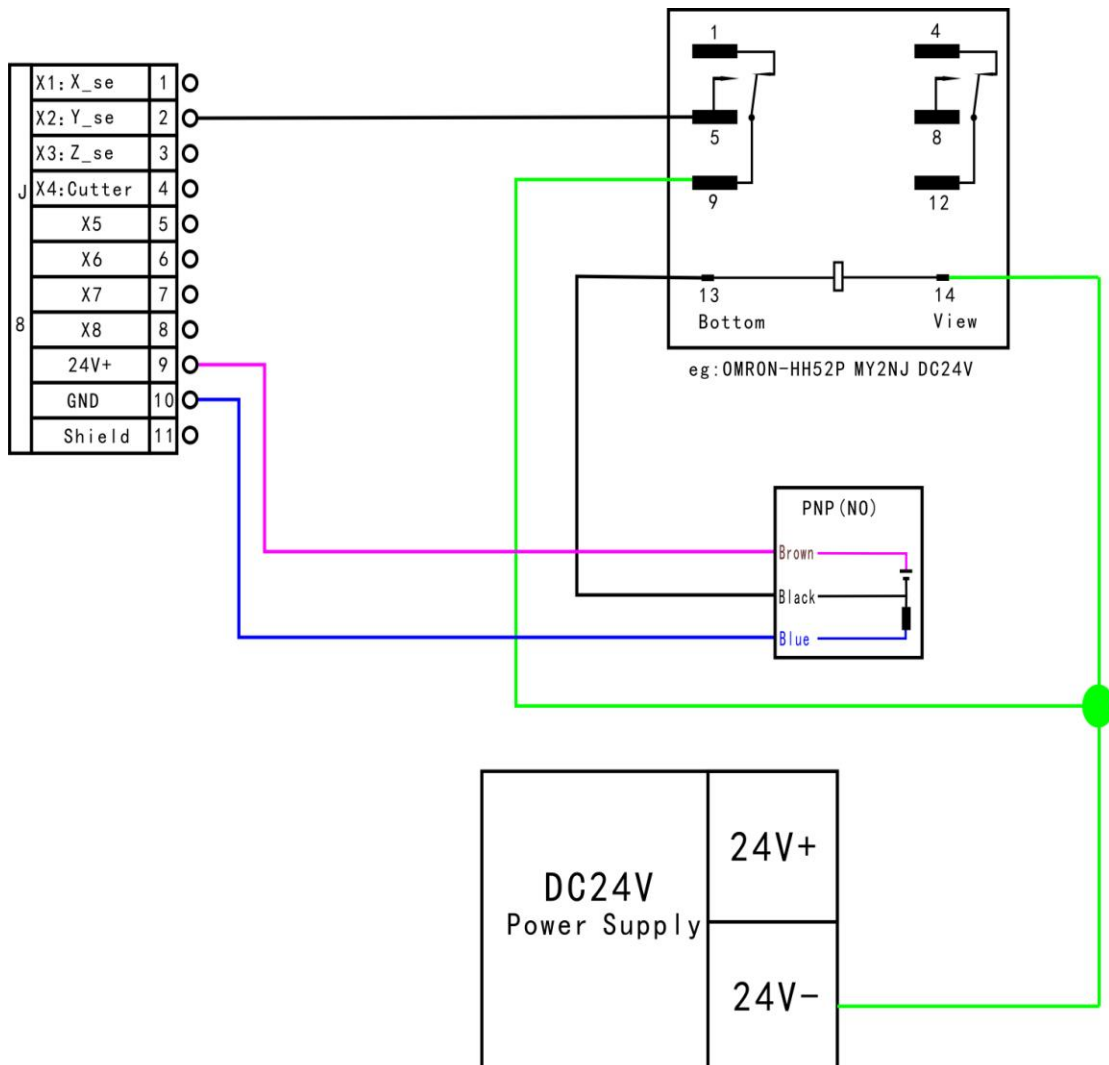 J 8
X1: X_se 1
X2: Y_se 2
X3: Z_se 3
X4:Cutter 4
X5 5
X6 6
X7 7
X8 8
24V+ 9
GND 10
Shield 11
1 4
5 8
9 12
13 14
Bottom View
eg:OMRON-HH52P MY2NJ DC24V
PNP(NO)
Brown
Black
Blue
DC24V
Power Supply
24V+
24V-